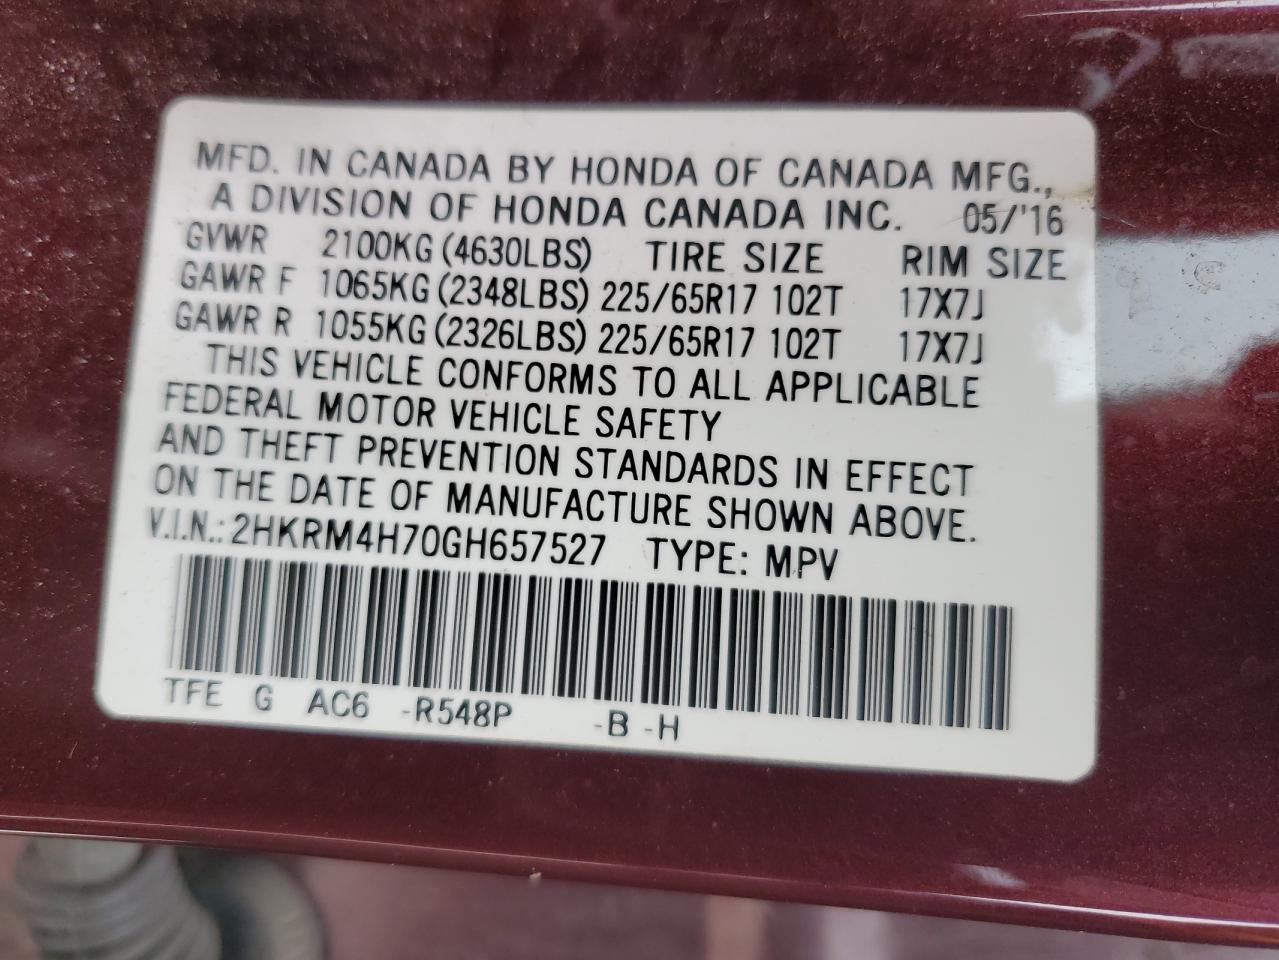 MFD. IN CANADA BY HONDA OF CANADA MFG.,
A DIVISION OF HONDA CANADA INC. 05/'16
GVWR 2100KG (4630LBS) TIRE SIZE RIM SIZE
GAWR F 1065KG (2348LBS) 225/65R17 102T 17X7J
GAWR R 1055KG (2326LBS) 225/65R17 102T 17X7J
THIS VEHICLE CONFORMS TO ALL APPLICABLE
FEDERAL MOTOR VEHICLE SAFETY
AND THEFT PREVENTION STANDARDS IN EFFECT
ON THE DATE OF MANUFACTURE SHOWN ABOVE.
V.I.N.: 2HKRM4H70GH657527 TYPE: MPV
TFE G AC6 -R548P -B -H